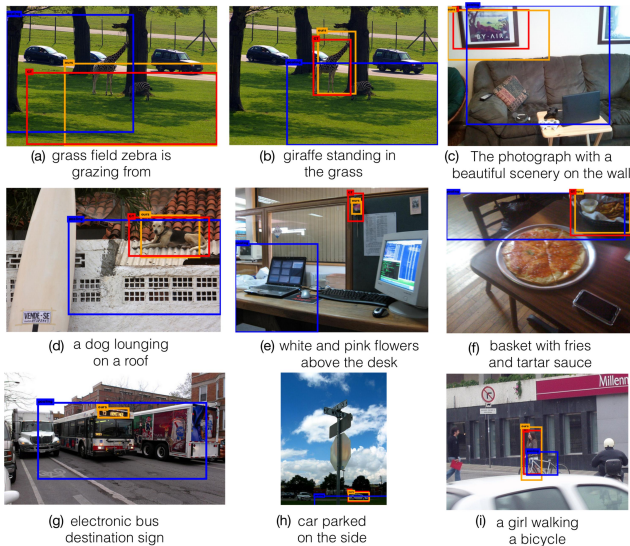 BY·AIR
(a) grass field zebra is
grazing from
(b) giraffe standing in
the grass
(c) The photograph with a
beautiful scenery on the wall
VENDE-SE
(d) a dog lounging
on a roof
(e) white and pink flowers
above the desk
(f) basket with fries
and tartar sauce
Millenn
(g) electronic bus
destination sign
(h) car parked
on the side
(i) a girl walking
a bicycle